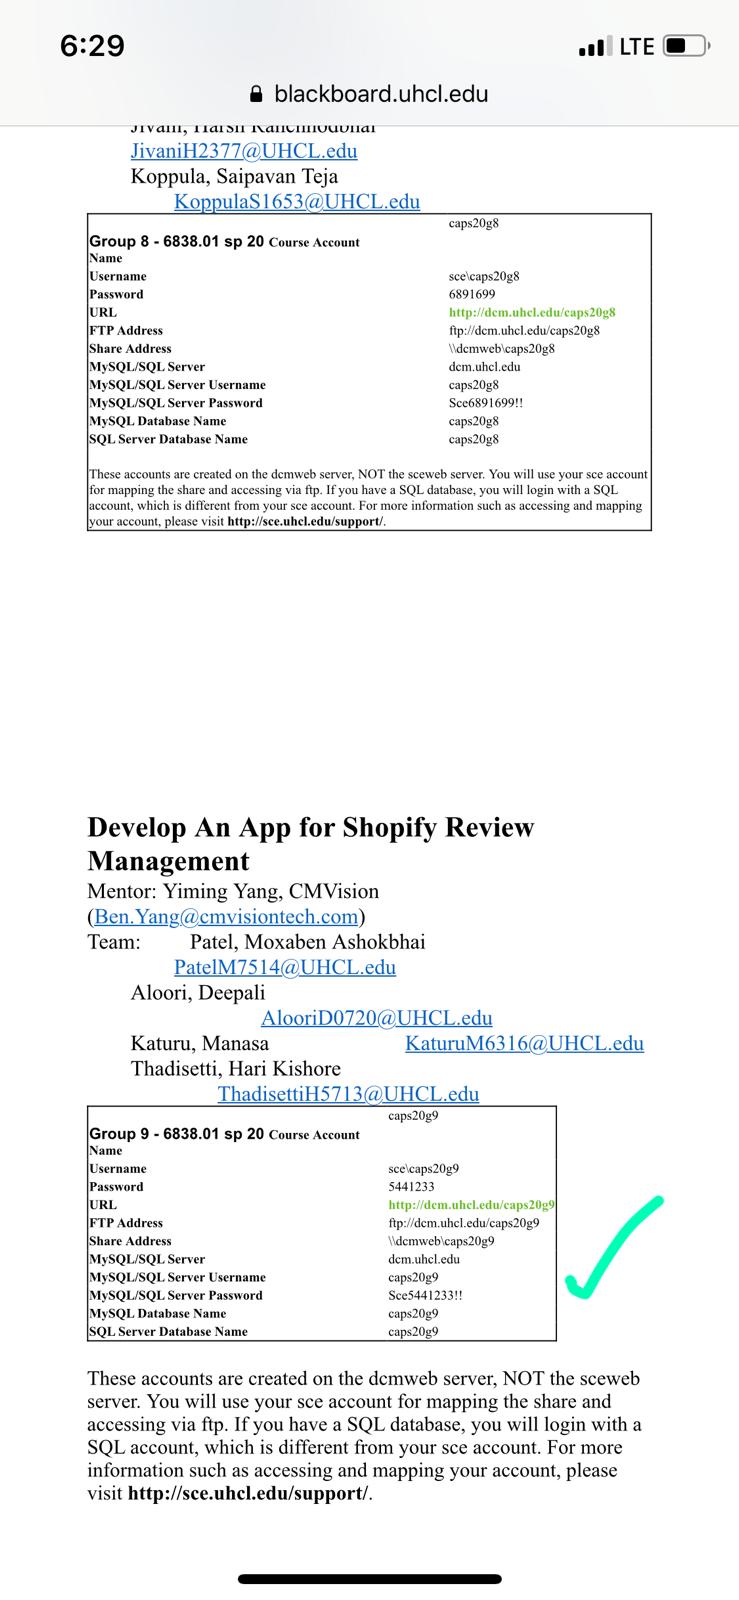 6:29
LTE
blackboard.uhcl.edu
Jivani, Harsh Ranchhodbhai
JivaniH2377@UHCL.edu
Koppula, Saipavan Teja
KoppulaS1653@UHCL.edu
caps20g8
Group 8 - 6838.01 sp 20 Course Account
Name
Username sce\caps20g8
Password 6891699
URL http://dcm.uhcl.edu/caps20g8
FTP Address ftp://dcm.uhcl.edu/caps20g8
Share Address \\dcmweb\caps20g8
MySQL/SQL Server dcm.uhcl.edu
MySQL/SQL Server Username caps20g8
MySQL/SQL Server Password Sce6891699!!
MySQL Database Name caps20g8
SQL Server Database Name caps20g8
These accounts are created on the dcmweb server, NOT the sceweb server. You will use your sce account
for mapping the share and accessing via ftp. If you have a SQL database, you will login with a SQL
account, which is different from your sce account. For more information such as accessing and mapping
your account, please visit http://sce.uhcl.edu/support/.
Develop An App for Shopify Review
Management
Mentor: Yiming Yang, CMVision
(Ben.Yang@cmvisiontech.com)
Team: Patel, Moxaben Ashokbhai
PatelM7514@UHCL.edu
Aloori, Deepali
AlooriD0720@UHCL.edu
Katuru, Manasa KaturuM6316@UHCL.edu
Thadisetti, Hari Kishore
ThadisettiH5713@UHCL.edu
caps20g9
Group 9 - 6838.01 sp 20 Course Account
Name
Username sce\caps20g9
Password 5441233
URL http://dcm.uhcl.edu/caps20g9
FTP Address ftp://dcm.uhcl.edu/caps20g9
Share Address \\dcmweb\caps20g9
MySQL/SQL Server dcm.uhcl.edu
MySQL/SQL Server Username caps20g9
MySQL/SQL Server Password Sce5441233!!
MySQL Database Name caps20g9
SQL Server Database Name caps20g9
These accounts are created on the dcmweb server, NOT the sceweb
server. You will use your sce account for mapping the share and
accessing via ftp. If you have a SQL database, you will login with a
SQL account, which is different from your sce account. For more
information such as accessing and mapping your account, please
visit http://sce.uhcl.edu/support/.